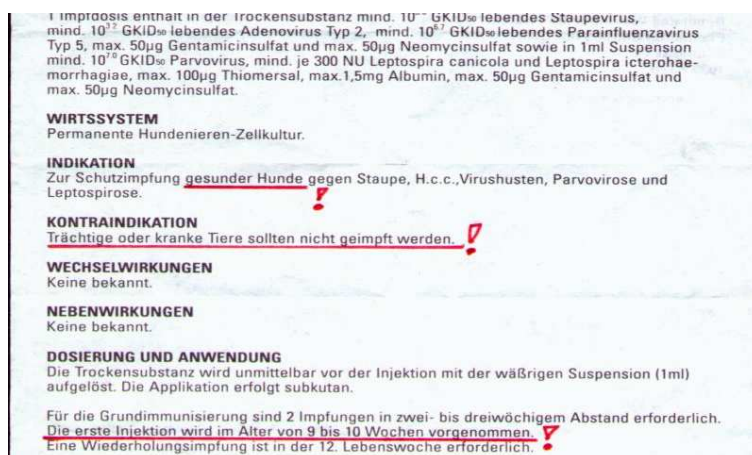 1 Impfdosis enthält in der Trockensubstanz mind. GKID₅₀ lebendes Staupevirus,
mind. 10³·² GKID₅₀ lebendes Adenovirus Typ 2, mind. 10⁵·⁷ GKID₅₀ lebendes Parainfluenzavirus
Typ 5, max. 50µg Gentamicinsulfat und max. 50µg Neomycinsulfat sowie in 1ml Suspension
mind. 10⁷·⁰ GKID₅₀ Parvovirus, mind. je 300 NU Leptospira canicola und Leptospira icterohae-
morrhagiae, max. 100µg Thiomersal, max.1,5mg Albumin, max. 50µg Gentamicinsulfat und
max. 50µg Neomycinsulfat.
WIRTSSYSTEM
Permanente Hundenieren-Zellkultur.
INDIKATION
Zur Schutzimpfung gesunder Hunde gegen Staupe, H.c.c.,Virushusten, Parvovirose und
Leptospirose. !
KONTRAINDIKATION
Trächtige oder kranke Tiere sollten nicht geimpft werden. !
WECHSELWIRKUNGEN
Keine bekannt.
NEBENWIRKUNGEN
Keine bekannt.
DOSIERUNG UND ANWENDUNG
Die Trockensubstanz wird unmittelbar vor der Injektion mit der wäßrigen Suspension (1ml)
aufgelöst. Die Applikation erfolgt subkutan.
Für die Grundimmunisierung sind 2 Impfungen in zwei- bis dreiwöchigem Abstand erforderlich.
Die erste Injektion wird im Alter von 9 bis 10 Wochen vorgenommen. !
Eine Wiederholungsimpfung ist in der 12. Lebenswoche erforderlich.